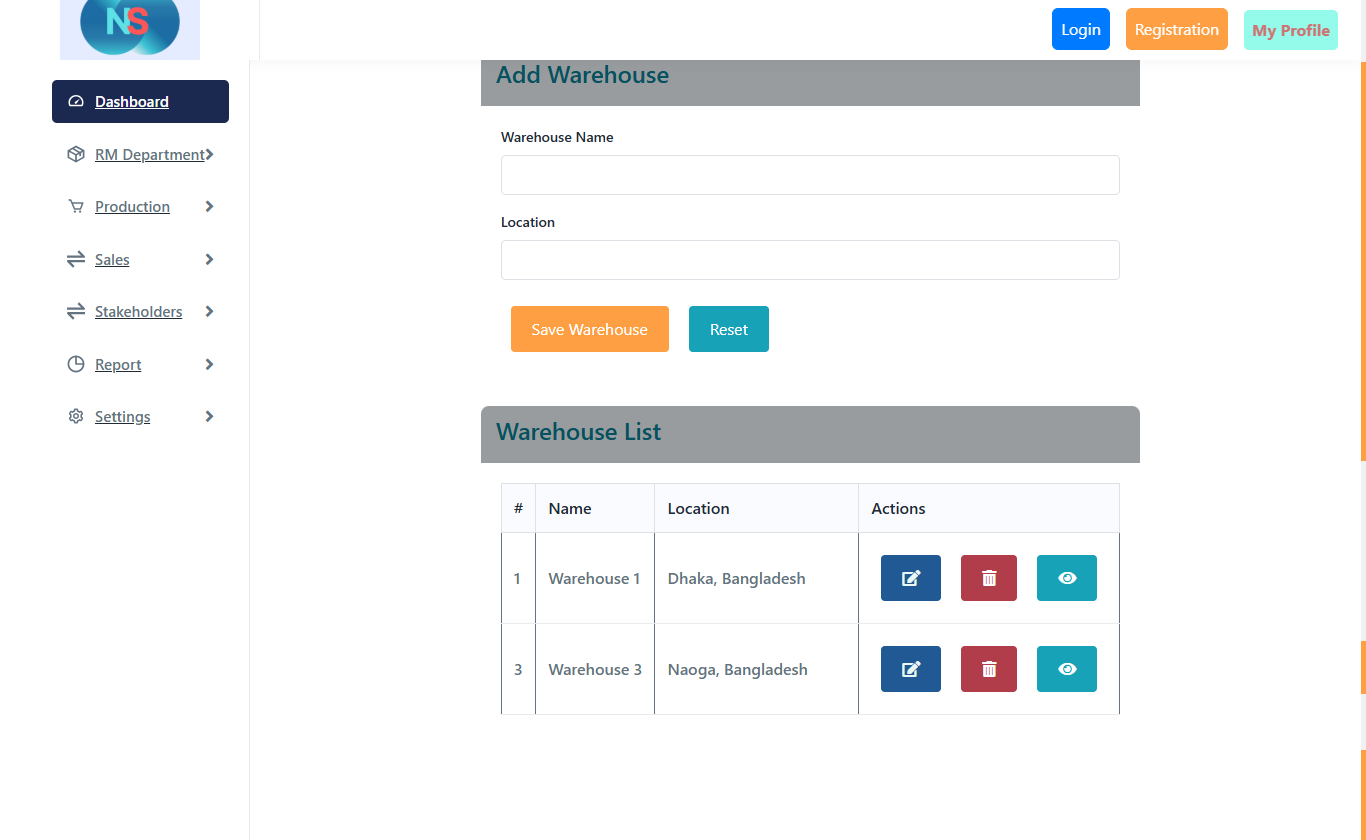 NS
Login
Registration
My Profile
Dashboard
RM Department
Production
Sales
Stakeholders
Report
Settings
Add Warehouse
Warehouse Name
Location
Save Warehouse
Reset
Warehouse List
# Name Location Actions
1 Warehouse 1 Dhaka, Bangladesh
3 Warehouse 3 Naoga, Bangladesh